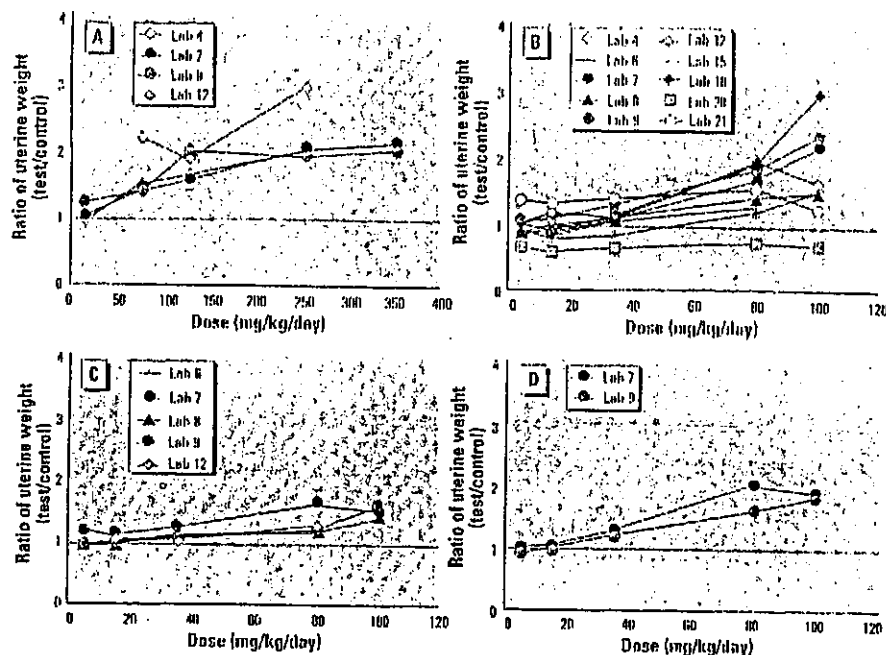 A
Lab 4
Lab 7
Lab 9
Lab 12
Ratio of uterine weight
(test/control)
4
3
2
1
0
0 50 100 150 200 250 300 350 400
Dose (mg/kg/day)
B
Lab 4
Lab 6
Lab 7
Lab 8
Lab 9
Lab 12
Lab 15
Lab 18
Lab 20
Lab 21
Ratio of uterine weight
(test/control)
4
3
2
1
0
0 20 40 60 80 100 120
Dose (mg/kg/day)
C
Lab 6
Lab 7
Lab 8
Lab 9
Lab 12
Ratio of uterine weight
(test/control)
4
3
2
1
0
0 20 40 60 80 100 120
Dose (mg/kg/day)
D
Lab 7
Lab 9
Ratio of uterine weight
(test/control)
4
3
2
1
0
0 20 40 60 80 100 120
Dose (mg/kg/day)